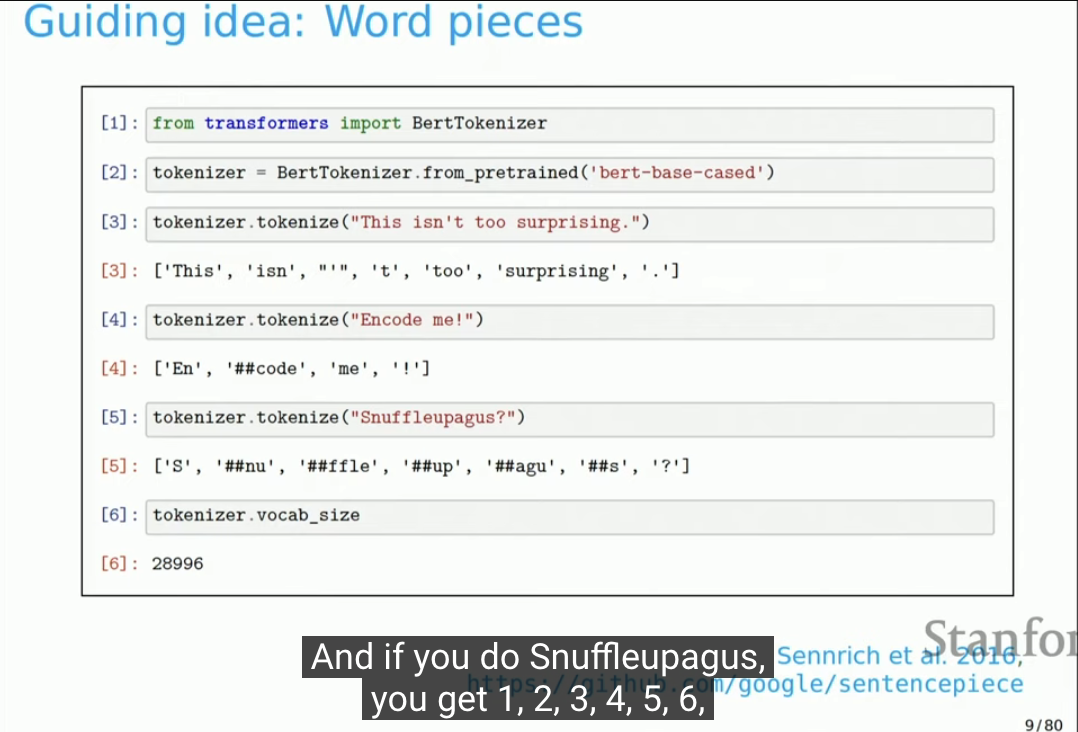 Guiding idea: Word pieces
[1]: from transformers import BertTokenizer
[2]: tokenizer = BertTokenizer.from_pretrained('bert-base-cased')
[3]: tokenizer.tokenize("This isn't too surprising.")
[3]: ['This', 'isn', "'", 't', 'too', 'surprising', '.']
[4]: tokenizer.tokenize("Encode me!")
[4]: ['En', '##code', 'me', '!']
[5]: tokenizer.tokenize("Snuffleupagus?")
[5]: ['S', '##nu', '##ffle', '##up', '##agu', '##s', '?']
[6]: tokenizer.vocab_size
[6]: 28996
Stanfor
And if you do Snuffleupagus,
Sennrich et al. 2016,
you get 1, 2, 3, 4, 5, 6,
https://github.com/google/sentencepiece
9/80